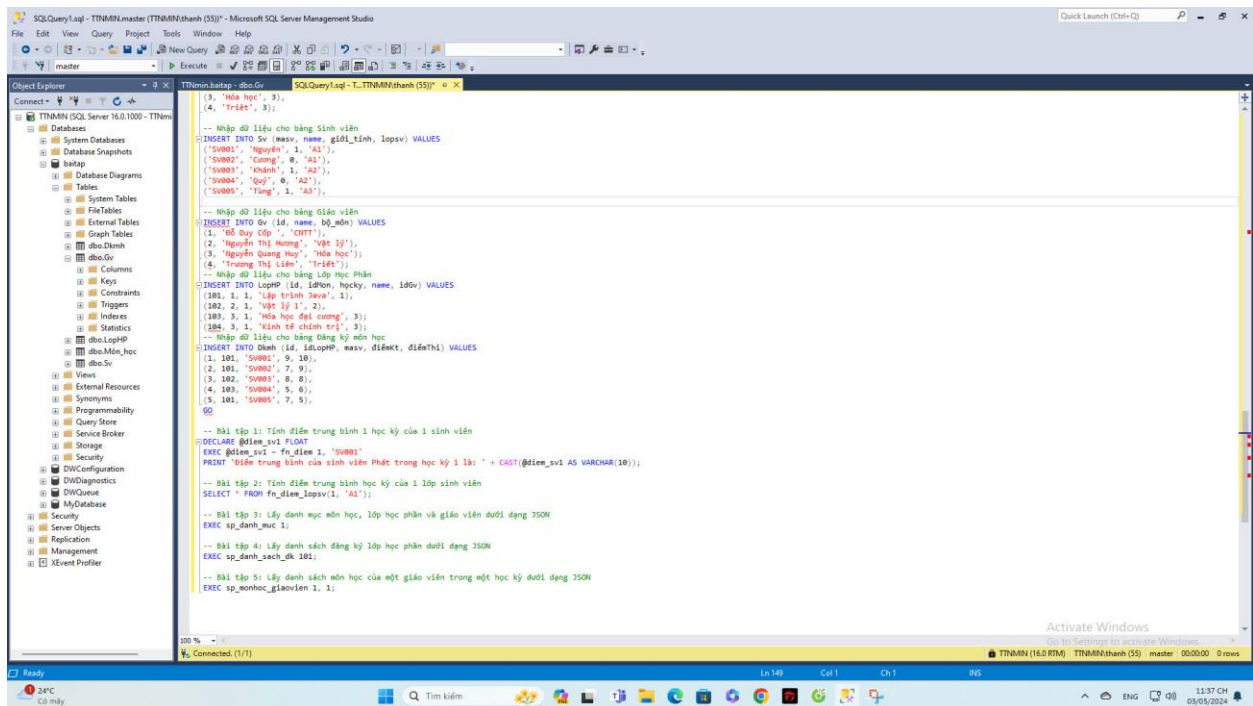 SQLQuery1.sql - TTNMIN.master (TTNMIN\thanh (55))* - Microsoft SQL Server Management Studio
Quick Launch (Ctrl+Q)
File Edit View Query Project Tools Window Help
New Query
master
Execute
Object Explorer
TTNmin.baitap - dbo.Gv
SQLQuery1.sql - T...TTNMIN\thanh (55))*
Connect
TTNMIN (SQL Server 16.0.1000 - TTNmi
Databases
System Databases
Database Snapshots
baitap
Database Diagrams
Tables
System Tables
FileTables
External Tables
Graph Tables
dbo.Dkmh
dbo.Gv
Columns
Keys
Constraints
Triggers
Indexes
Statistics
dbo.LopHP
dbo.Môn_học
dbo.Sv
Views
External Resources
Synonyms
Programmability
Query Store
Service Broker
Storage
Security
DWConfiguration
DWDiagnostics
DWQueue
MyDatabase
Security
Server Objects
Replication
Management
XEvent Profiler
(3, 'Hóa học', 3),
(4, 'Triết', 3);
-- Nhập dữ liệu cho bảng Sinh viên
INSERT INTO Sv (masv, name, giới_tính, lopsv) VALUES
('SV001', 'Nguyên', 1, 'A1'),
('SV002', 'Cương', 0, 'A1'),
('SV003', 'Khánh', 1, 'A2'),
('SV004', 'Quý', 0, 'A2'),
('SV005', 'Tùng', 1, 'A3'),
-- Nhập dữ liệu cho bảng Giáo viên
INSERT INTO Gv (id, name, bộ_môn) VALUES
(1, 'Đỗ Duy Cốp ', 'CNTT'),
(2, 'Nguyễn Thị Hương', 'Vật lý'),
(3, 'Nguyễn Quang Huy', 'Hóa học');
(4, 'Trương Thị Liên', 'Triết');
-- Nhập dữ liệu cho bảng Lớp Học Phần
INSERT INTO LopHP (id, idMon, họcky, name, idGv) VALUES
(101, 1, 1, 'Lập trình Java', 1),
(102, 2, 1, 'Vật lý 1', 2),
(103, 3, 1, 'Hóa học đại cương', 3);
(104, 3, 1, 'Kinh tế chính trị', 3);
-- Nhập dữ liệu cho bảng Đăng ký môn học
INSERT INTO Dkmh (id, idLopHP, masv, điểmKt, điểmThi) VALUES
(1, 101, 'SV001', 9, 10),
(2, 101, 'SV002', 7, 9),
(3, 102, 'SV003', 8, 8),
(4, 103, 'SV004', 5, 6),
(5, 101, 'SV005', 7, 5),
GO
-- Bài tập 1: Tính điểm trung bình 1 học kỳ của 1 sinh viên
DECLARE @diem_sv1 FLOAT
EXEC @diem_sv1 = fn_diem 1, 'SV001'
PRINT 'Điểm trung bình của sinh viên Phát trong học kỳ 1 là: ' + CAST(@diem_sv1 AS VARCHAR(10));
-- Bài tập 2: Tính điểm trung bình học kỳ của 1 lớp sinh viên
SELECT * FROM fn_diem_lopsv(1, 'A1');
-- Bài tập 3: Lấy danh mục môn học, lớp học phần và giáo viên dưới dạng JSON
EXEC sp_danh_muc 1;
-- Bài tập 4: Lấy danh sách đăng ký lớp học phần dưới dạng JSON
EXEC sp_danh_sach_dk 101;
-- Bài tập 5: Lấy danh sách môn học của một giáo viên trong một học kỳ dưới dạng JSON
EXEC sp_monhoc_giaovien 1, 1;
Activate Windows
Go to Settings to activate Windows.
100 %
Connected. (1/1)
TTNMIN (16.0 RTM) TTNMIN\thanh (55) master 00:00:00 0 rows
Ready
Ln 149 Col 1 Ch 1 INS
1
24°C
Có mây
Tìm kiếm
ENG
11:37 CH
03/05/2024